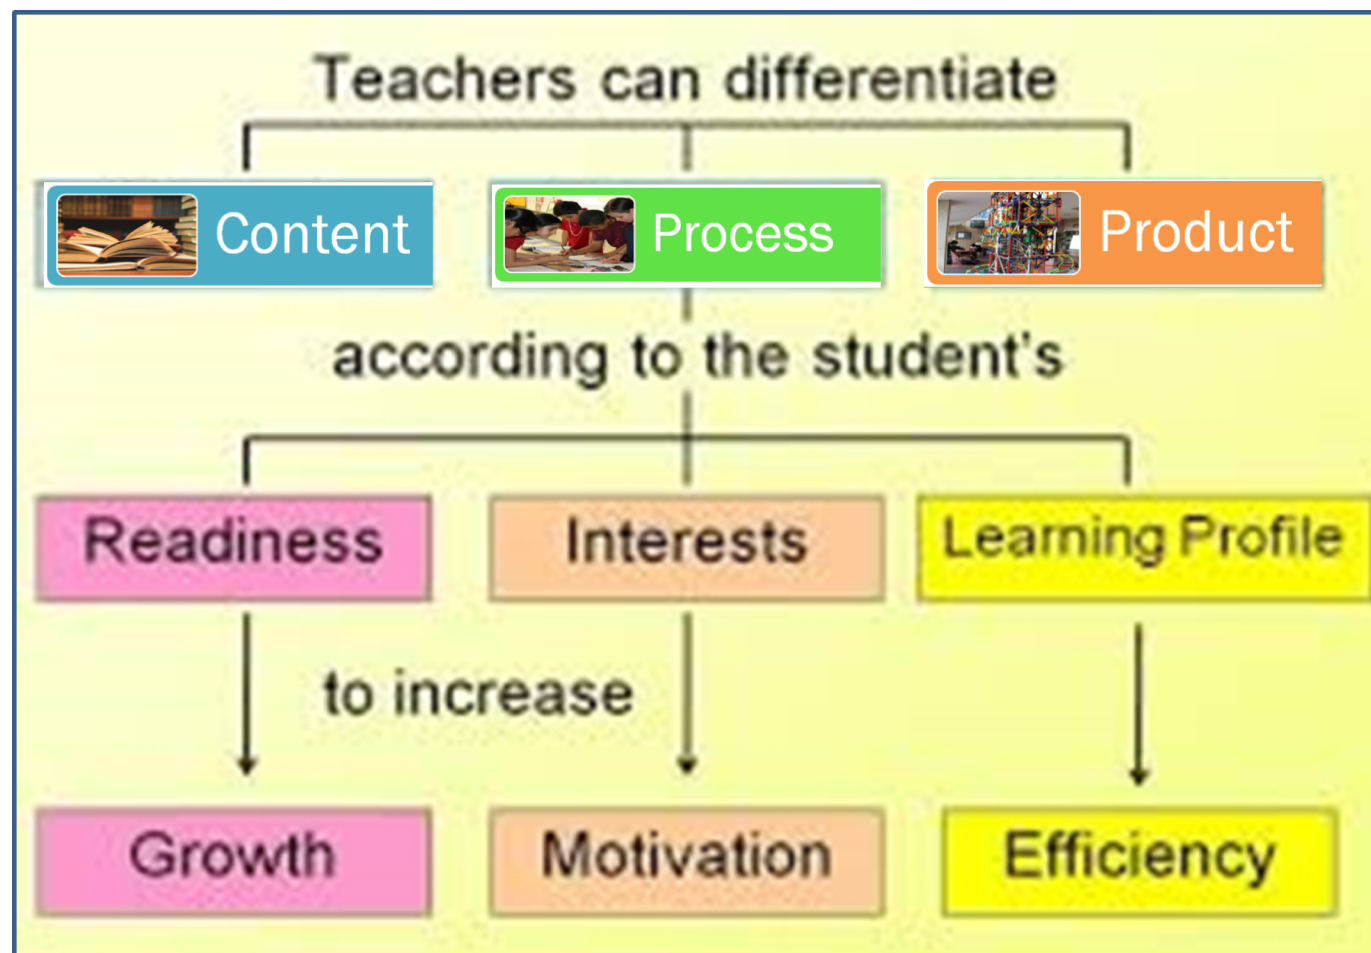 Teachers can differentiate
Content
Process
Product
according to the student's
Readiness
Interests
Learning Profile
to increase
Growth
Motivation
Efficiency